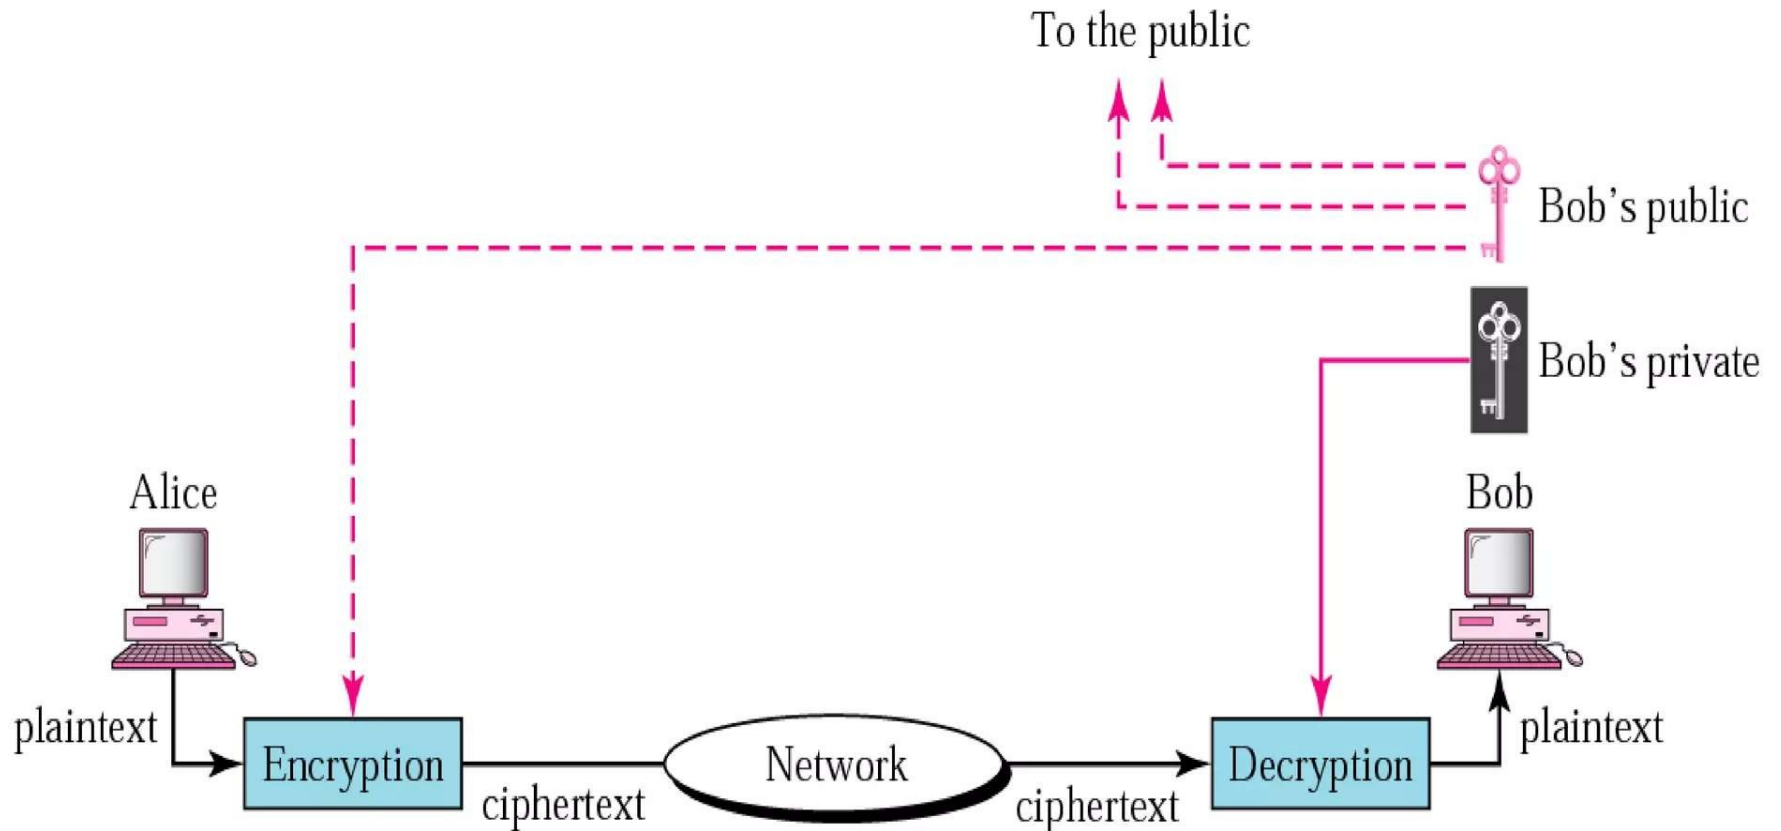 To the public
Bob’s public
Bob’s private
Alice
Bob
plaintext
Encryption
ciphertext
Network
ciphertext
Decryption
plaintext